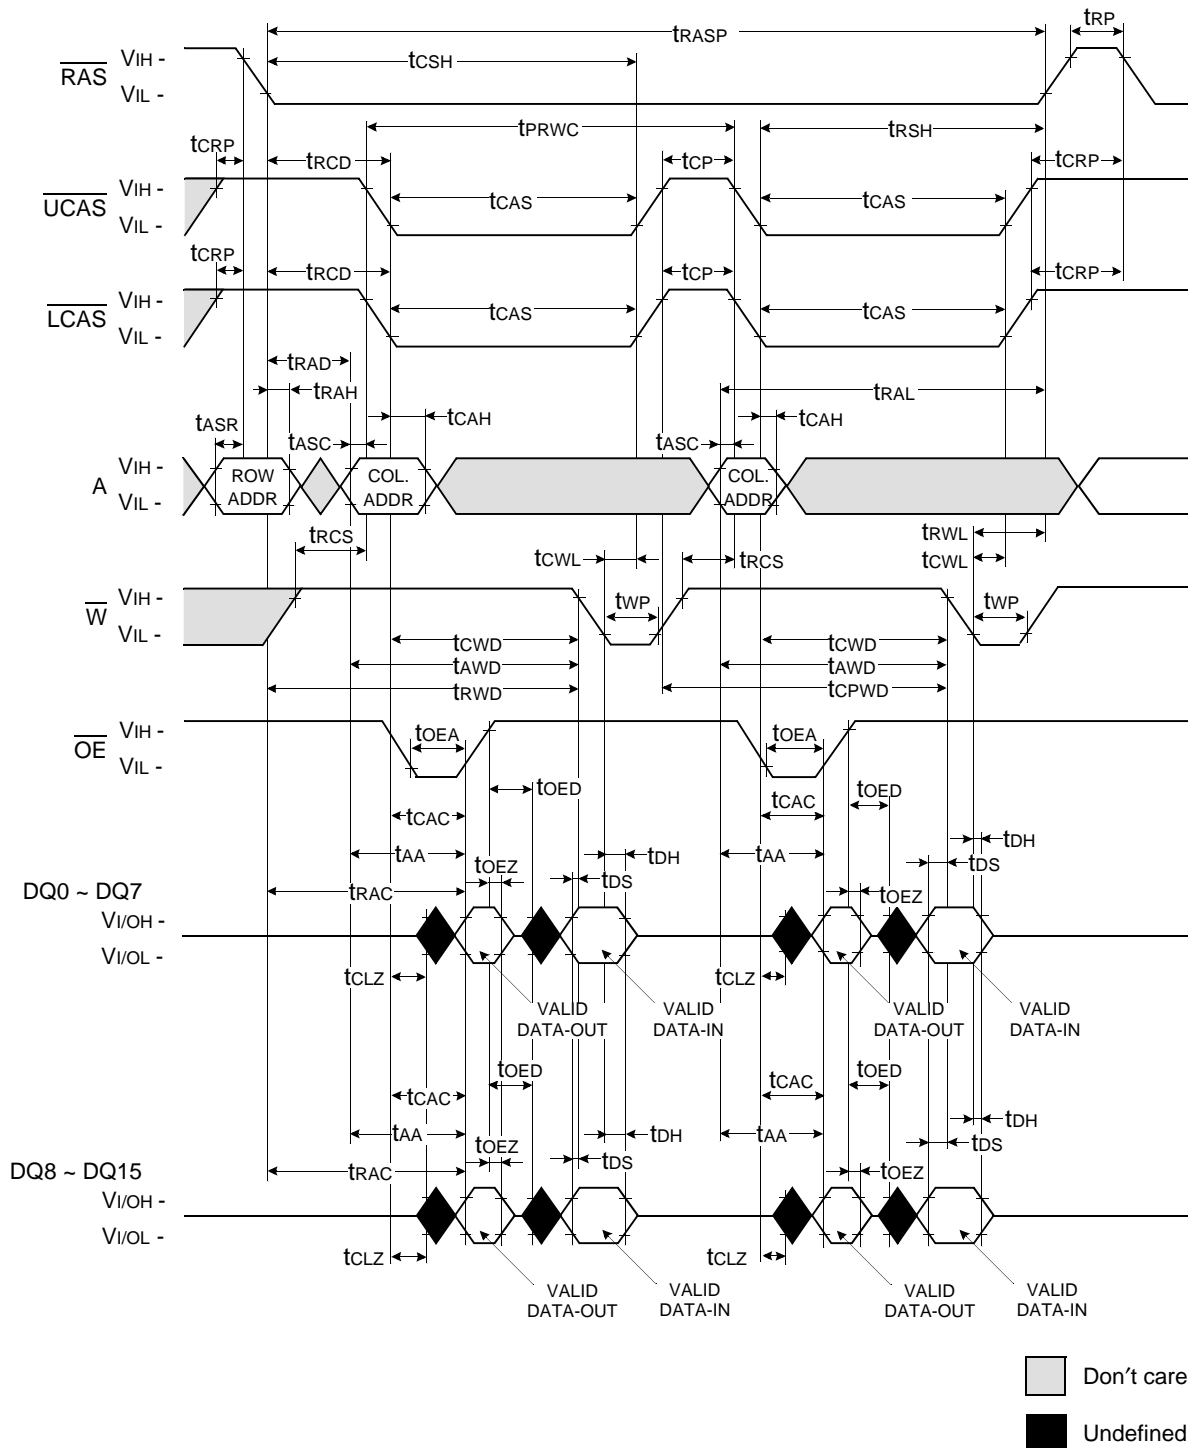 tRASP
tRP
tCSH
RAS
VIH -
VIL -
tPRWC
tRSH
tCRP
tRCD
tCP
tCRP
UCAS
VIH -
VIL -
tCAS
tCAS
tCRP
tRCD
tCP
tCRP
LCAS
VIH -
VIL -
tCAS
tCAS
tRAD
tRAH
tRAL
tASR
tASC
tCAH
tASC
tCAH
A
VIH -
VIL -
ROW
ADDR
COL.
ADDR
COL.
ADDR
tRCS
tCWL
tRCS
tRWL
tCWL
W
VIH -
VIL -
tWP
tWP
tCWD
tCWD
tAWD
tAWD
tRWD
tCPWD
OE
VIH -
VIL -
tOEA
tOEA
tOED
tOED
tCAC
tCAC
tAA
tOEZ
tDH
tAA
tDH
tDS
tDS
tRAC
tOEZ
DQ0 ~ DQ7
VI/OH -
VI/OL -
tCLZ
tCLZ
VALID
DATA-OUT
VALID
DATA-IN
VALID
DATA-OUT
VALID
DATA-IN
tOED
tOED
tCAC
tCAC
tAA
tOEZ
tDH
tAA
tDH
tDS
tDS
tRAC
tOEZ
DQ8 ~ DQ15
VI/OH -
VI/OL -
tCLZ
tCLZ
VALID
DATA-OUT
VALID
DATA-IN
VALID
DATA-OUT
VALID
DATA-IN
Don′t care
Undefined